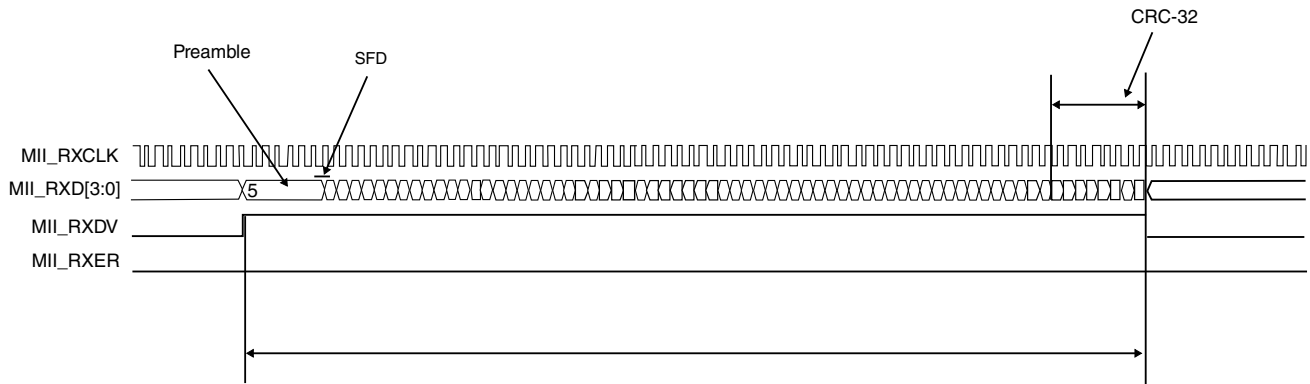 CRC-32
Preamble
SFD
MII_RXCLK
MII_RXD[3:0]
5
MII_RXDV
MII_RXER